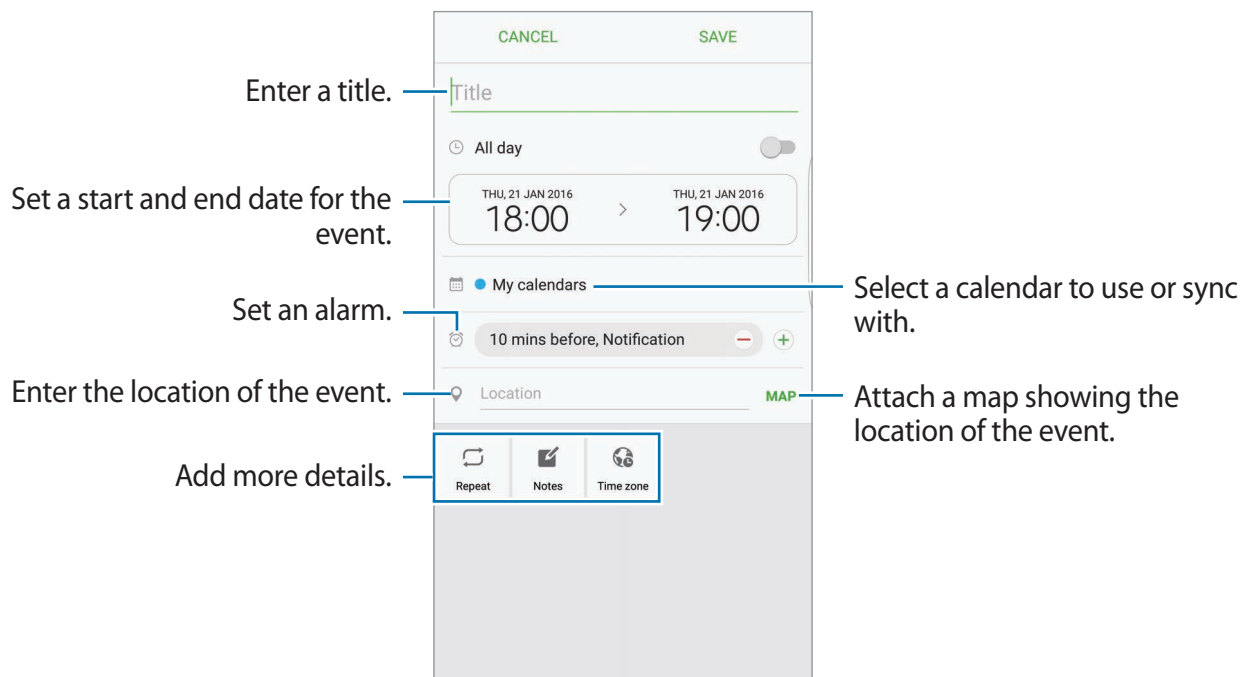 CANCEL SAVE
Enter a title.
Title
All day
Set a start and end date for the
event.
THU, 21 JAN 2016 THU, 21 JAN 2016
18:00 > 19:00
My calendars
Select a calendar to use or sync
with.
Set an alarm.
10 mins before, Notification
Enter the location of the event.
Location MAP
Attach a map showing the
location of the event.
Add more details.
Repeat Notes Time zone